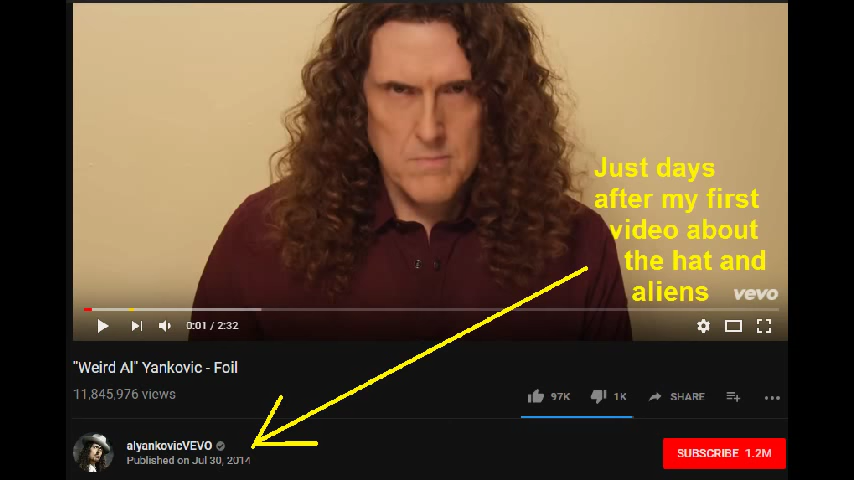 Just days
after my first
video about
the hat and
aliens
vevo
0:01 / 2:32
"Weird Al" Yankovic - Foil
11,845,976 views
97K
1K
SHARE
alyankovicVEVO
Published on Jul 30, 2014
SUBSCRIBE 1.2M